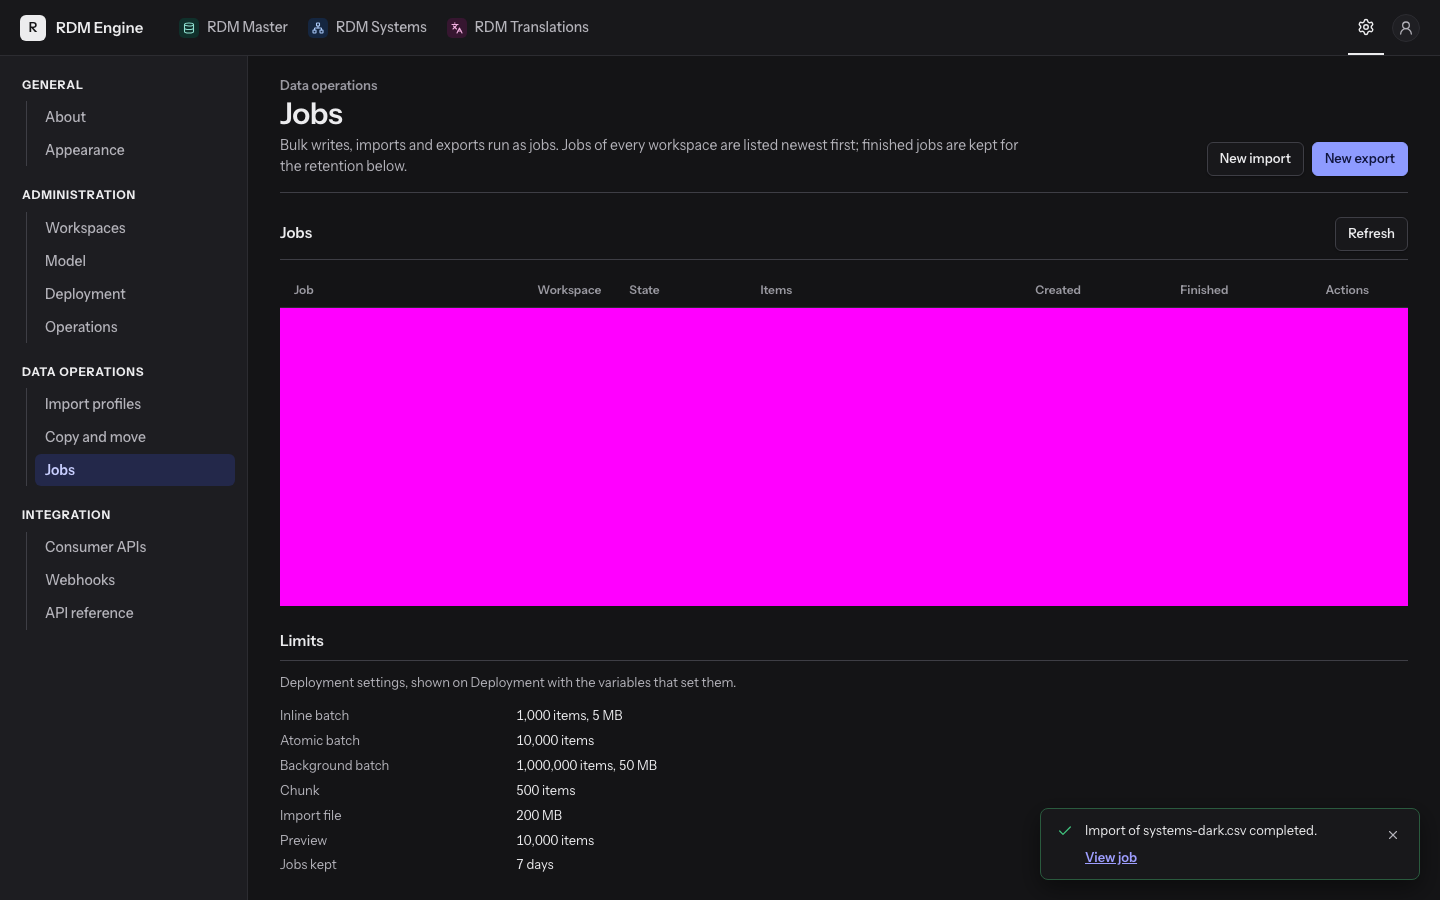 R RDM Engine RDM Master RDM Systems RDM Translations
GENERAL
About
Appearance
ADMINISTRATION
Workspaces
Model
Deployment
Operations
DATA OPERATIONS
Import profiles
Copy and move
Jobs
INTEGRATION
Consumer APIs
Webhooks
API reference
Data operations
Jobs
Bulk writes, imports and exports run as jobs. Jobs of every workspace are listed newest first; finished jobs are kept for
the retention below.
New import New export
Jobs Refresh
Job Workspace State Items Created Finished Actions
Limits
Deployment settings, shown on Deployment with the variables that set them.
Inline batch 1,000 items, 5 MB
Atomic batch 10,000 items
Background batch 1,000,000 items, 50 MB
Chunk 500 items
Import file 200 MB
Preview 10,000 items
Jobs kept 7 days
Import of systems-dark.csv completed.
View job